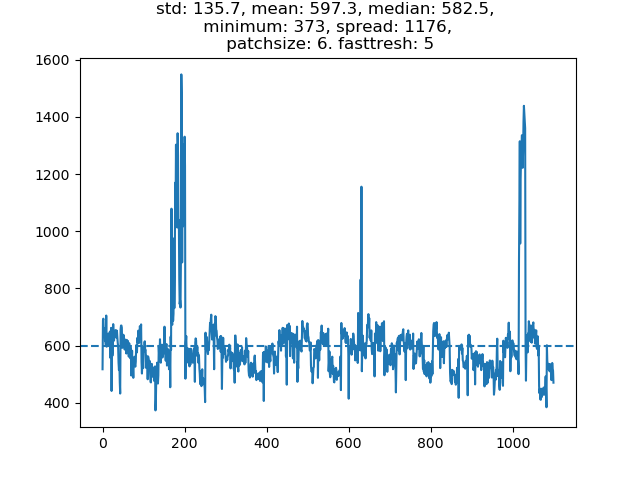 std: 135.7, mean: 597.3, median: 582.5,
minimum: 373, spread: 1176,
patchsize: 6. fasttresh: 5
1600
1400
1200
1000
800
600
400
0 200 400 600 800 1000